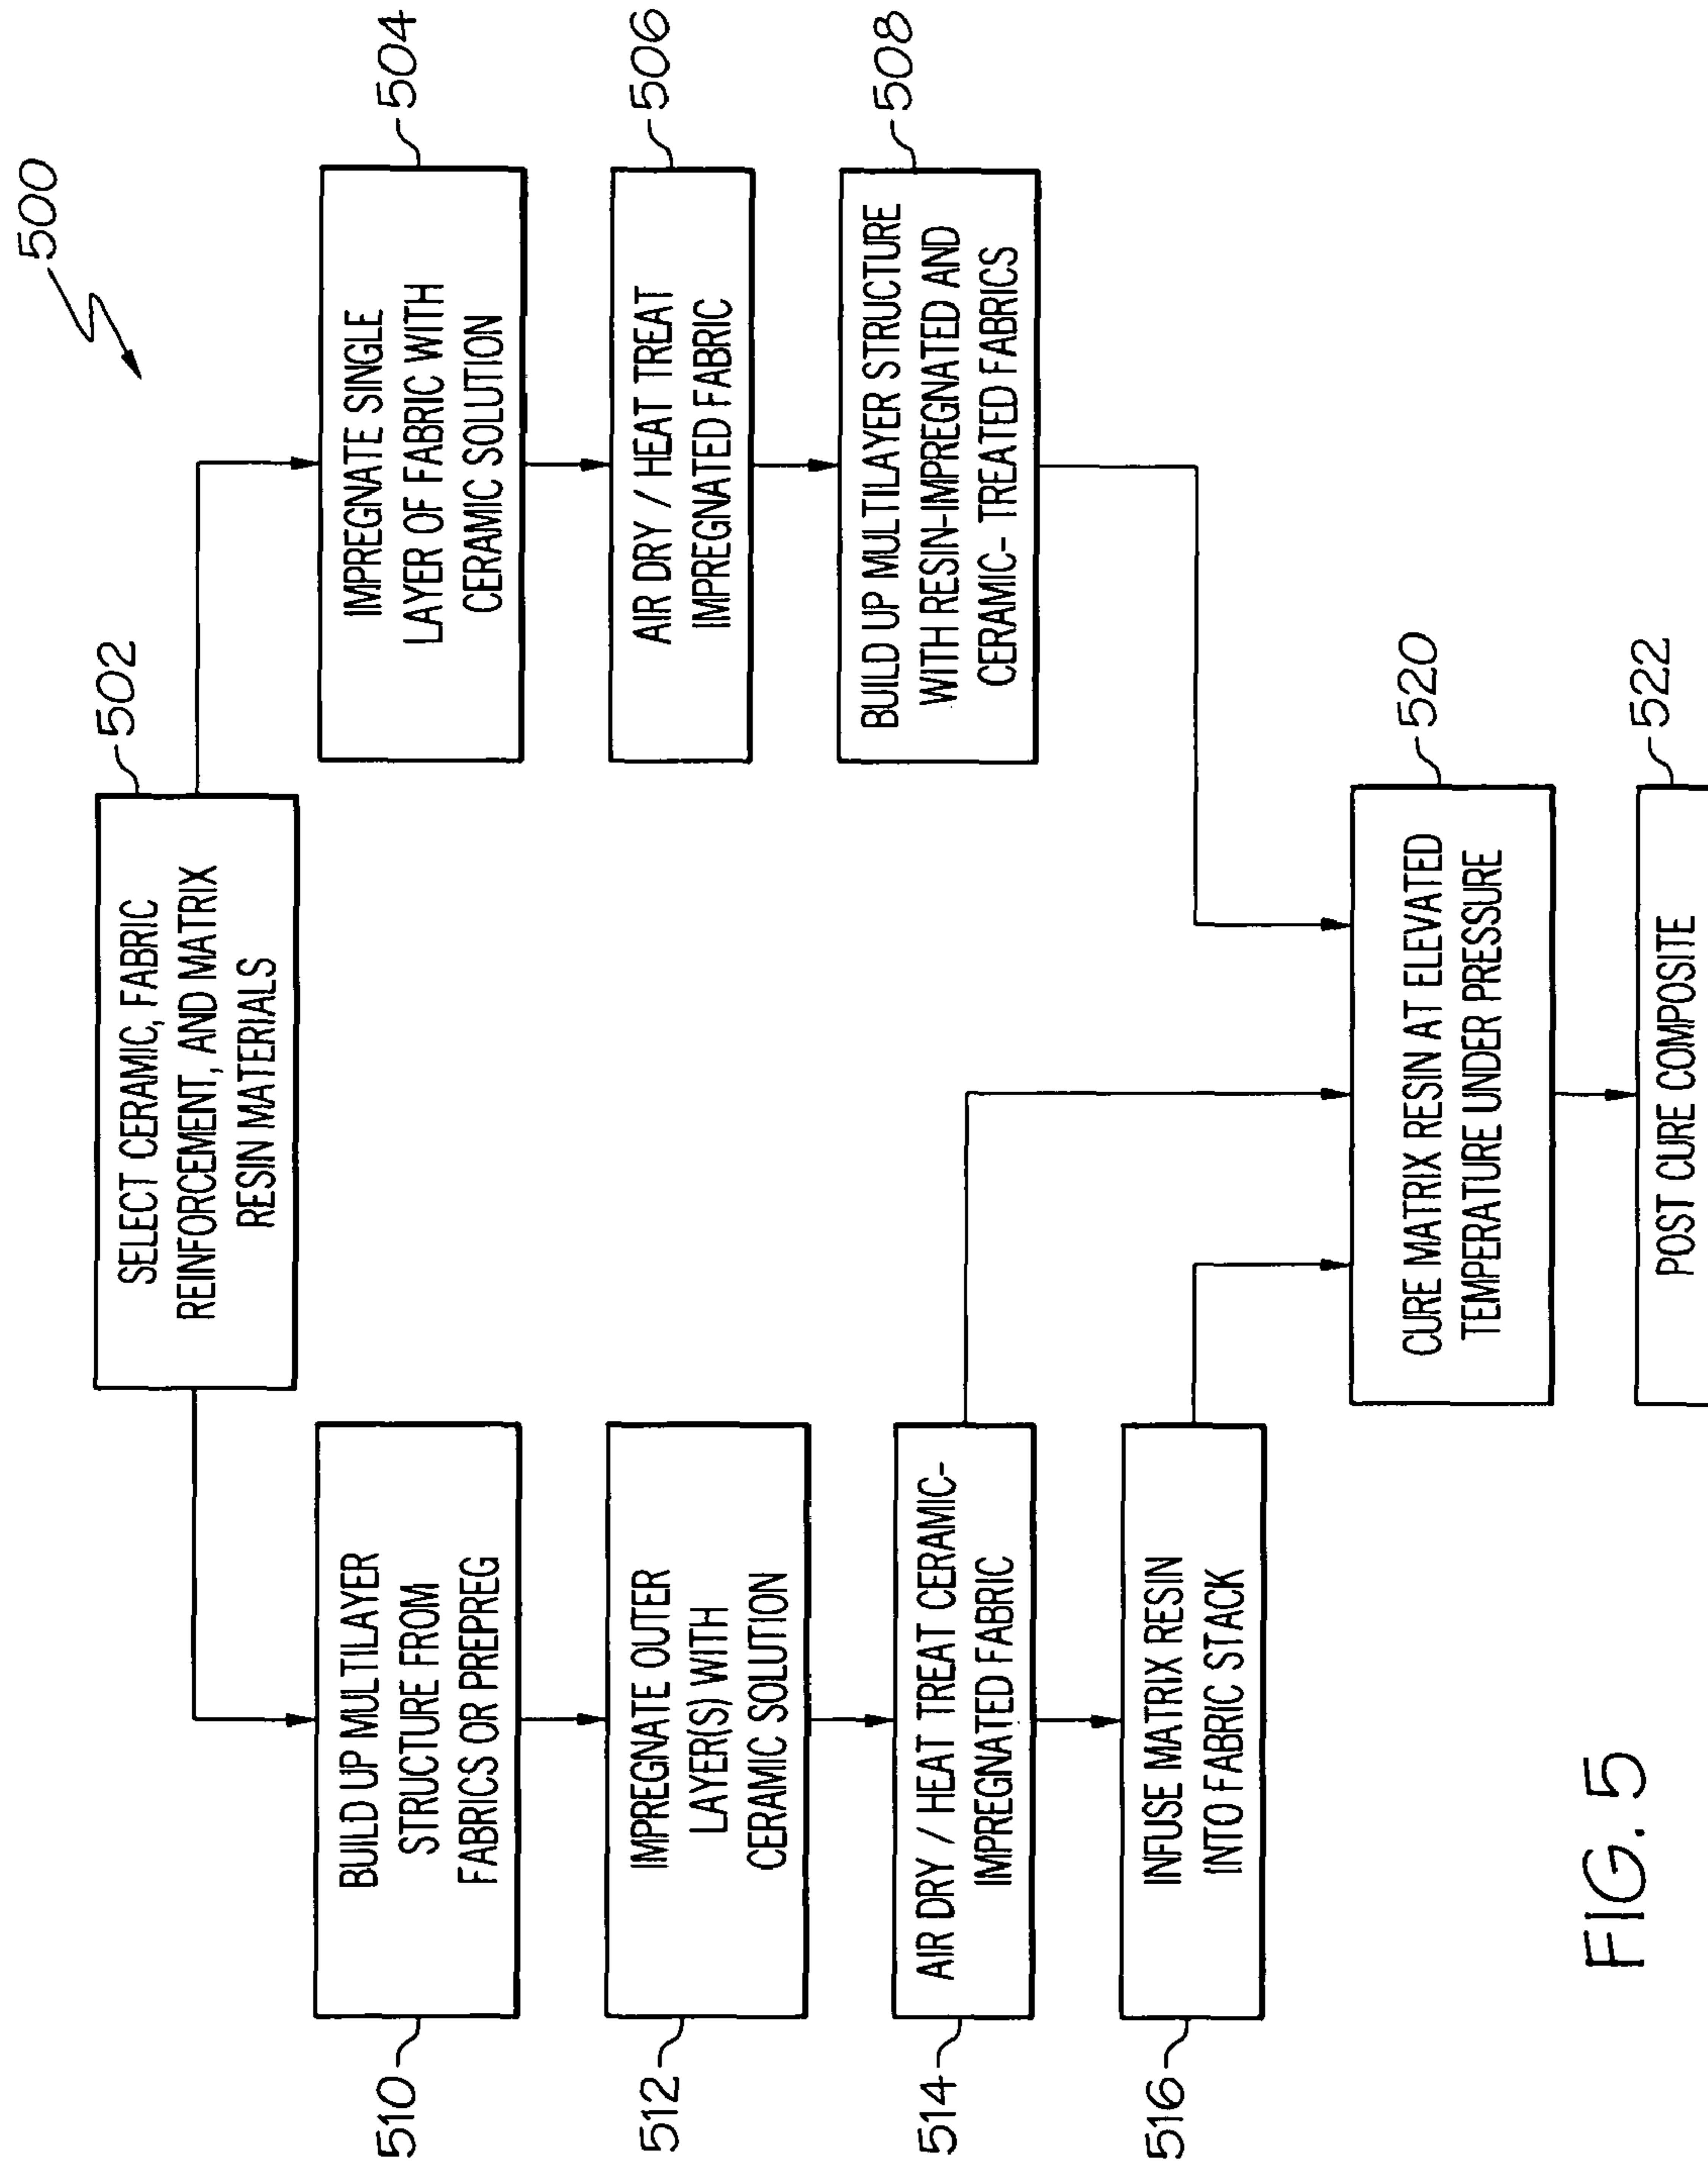 500
502
SELECT CERAMIC, FABRIC
REINFORCEMENT, AND MATRIX
RESIN MATERIALS
504
IMPREGNATE SINGLE
LAYER OF FABRIC WITH
CERAMIC SOLUTION
506
AIR DRY / HEAT TREAT
IMPREGNATED FABRIC
508
BUILD UP MULTILAYER STRUCTURE
WITH RESIN-IMPREGNATED AND
CERAMIC- TREATED FABRICS
510
BUILD UP MULTILAYER
STRUCTURE FROM
FABRICS OR PREPREG
512
IMPREGNATE OUTER
LAYER(S) WITH
CERAMIC SOLUTION
514
AIR DRY / HEAT TREAT CERAMIC-
IMPREGNATED FABRIC
516
INFUSE MATRIX RESIN
INTO FABRIC STACK
520
CURE MATRIX RESIN AT ELEVATED
TEMPERATURE UNDER PRESSURE
522
POST CURE COMPOSITE
FIG. 5